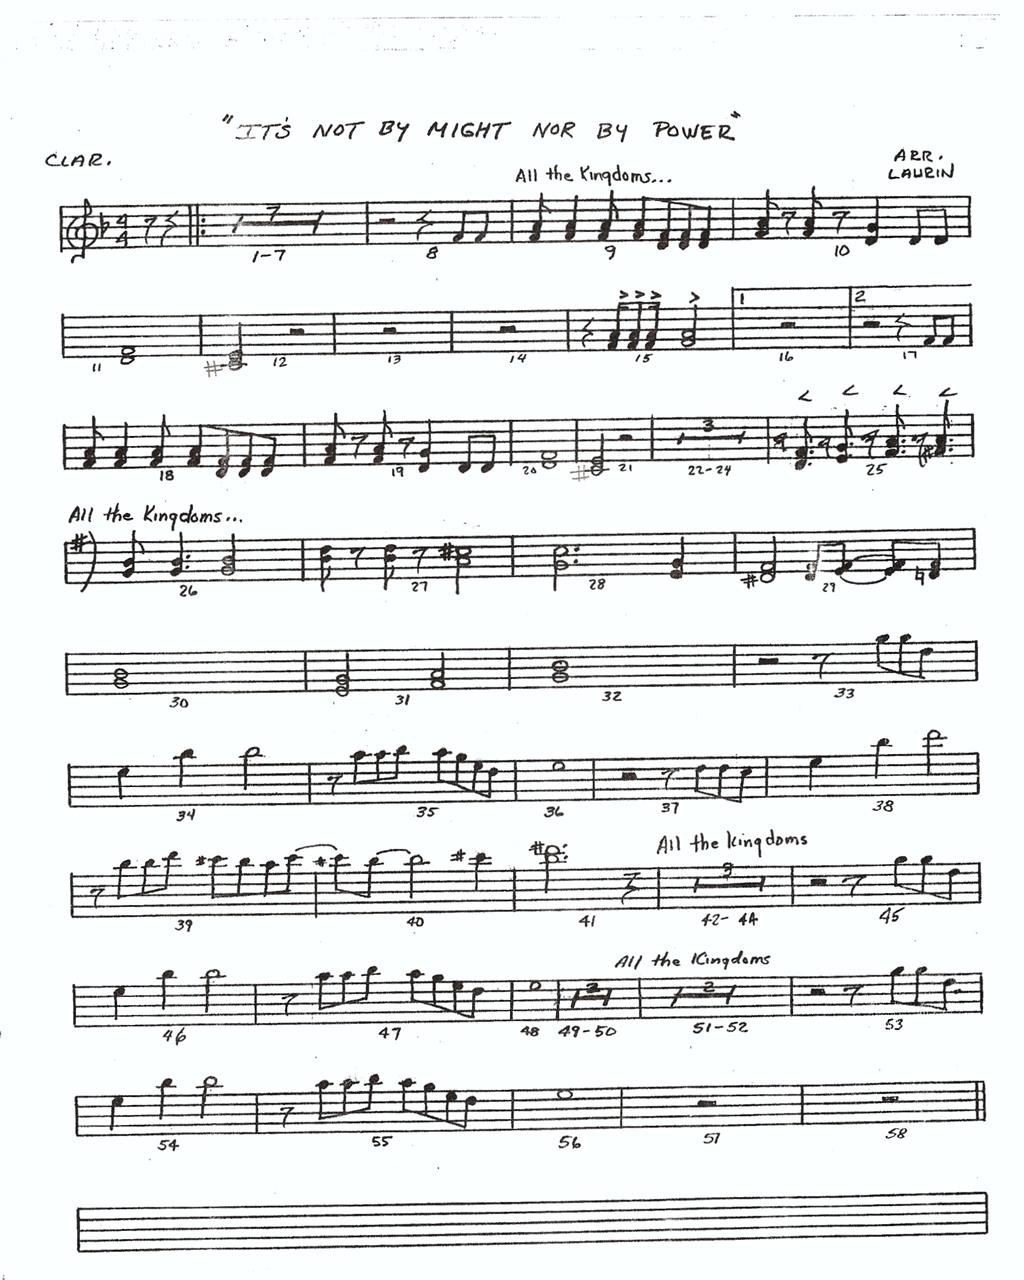 "IT'S NOT BY MIGHT NOR BY POWER"
CLAR.
ARR.
LAURIN
All the Kingdoms...
4
4
7
1-7 8 9 10
1 2
11 12 13 14 15 16 17
3
18 19 20 21 22-24 25
All the Kingdoms...
26 27 28 29
30 31 32 33
34 35 36 37 38
All the kingdoms
3
39 40 41 42-44 45
All the Kingdoms
2 2
46 47 48 49-50 51-52 53
54 55 56 57 58